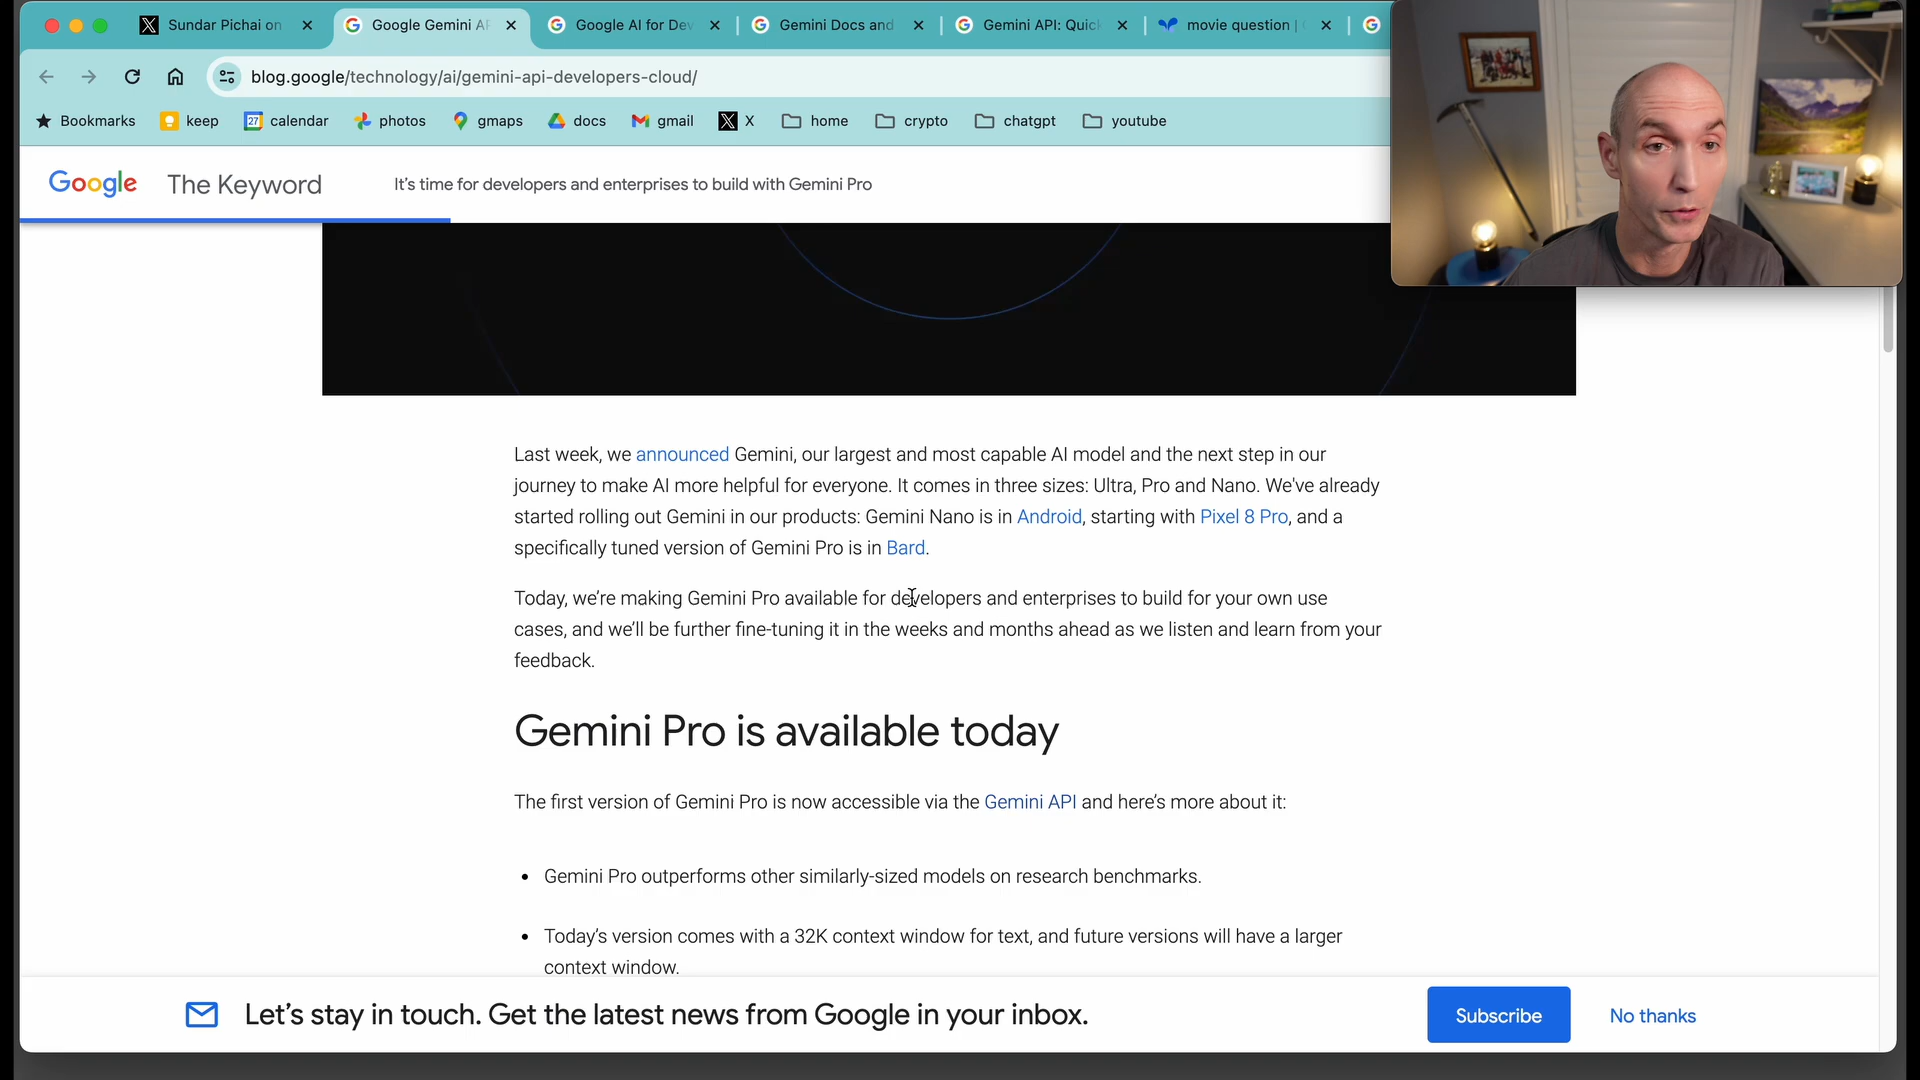 Sundar Pichai on
Google Gemini AP
Google AI for Dev
Gemini Docs and
Gemini API: Quick
movie question |
blog.google/technology/ai/gemini-api-developers-cloud/
Bookmarks
keep
calendar
photos
gmaps
docs
gmail
X
home
crypto
chatgpt
youtube
Google The Keyword
It's time for developers and enterprises to build with Gemini Pro
Last week, we announced Gemini, our largest and most capable AI model and the next step in our
journey to make AI more helpful for everyone. It comes in three sizes: Ultra, Pro and Nano. We've already
started rolling out Gemini in our products: Gemini Nano is in Android, starting with Pixel 8 Pro, and a
specifically tuned version of Gemini Pro is in Bard.
Today, we're making Gemini Pro available for developers and enterprises to build for your own use
cases, and we'll be further fine-tuning it in the weeks and months ahead as we listen and learn from your
feedback.
Gemini Pro is available today
The first version of Gemini Pro is now accessible via the Gemini API and here's more about it:
• Gemini Pro outperforms other similarly-sized models on research benchmarks.
• Today's version comes with a 32K context window for text, and future versions will have a larger
context window.
Let's stay in touch. Get the latest news from Google in your inbox.
Subscribe
No thanks